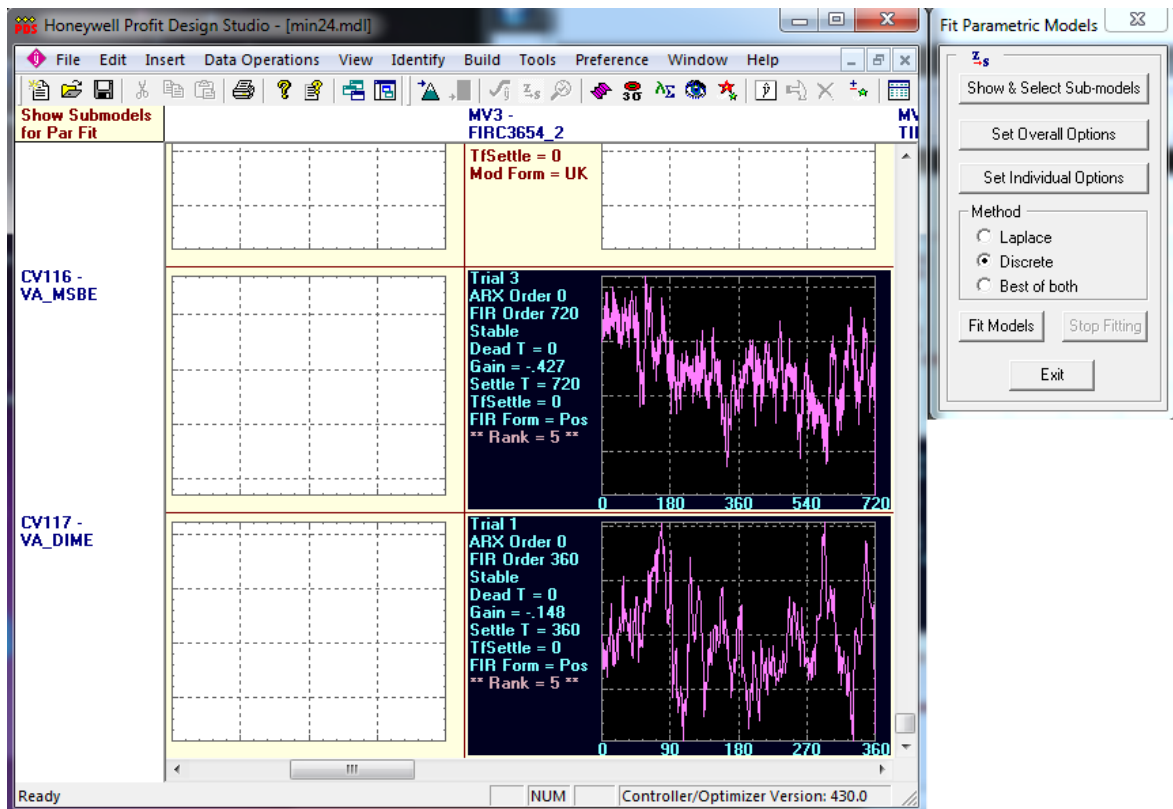 Honeywell Profit Design Studio - [min24.mdl]
File Edit Insert Data Operations View Identify Build Tools Preference Window Help
Show Submodels
for Par Fit
MV3 -
FIRC3654_2
TfSettle = 0
Mod Form = UK
CV116 -
VA_MSBE
Trial 3
ARX Order 0
FIR Order 720
Stable
Dead T = 0
Gain = -.427
Settle T = 720
TfSettle = 0
FIR Form = Pos
** Rank = 5 **
0 180 360 540 720
CV117 -
VA_DIME
Trial 1
ARX Order 0
FIR Order 360
Stable
Dead T = 0
Gain = -.148
Settle T = 360
TfSettle = 0
FIR Form = Pos
** Rank = 5 **
0 90 180 270 360
Ready
NUM
Controller/Optimizer Version: 430.0
Fit Parametric Models
Show & Select Sub-models
Set Overall Options
Set Individual Options
Method
Laplace
Discrete
Best of both
Fit Models
Stop Fitting
Exit